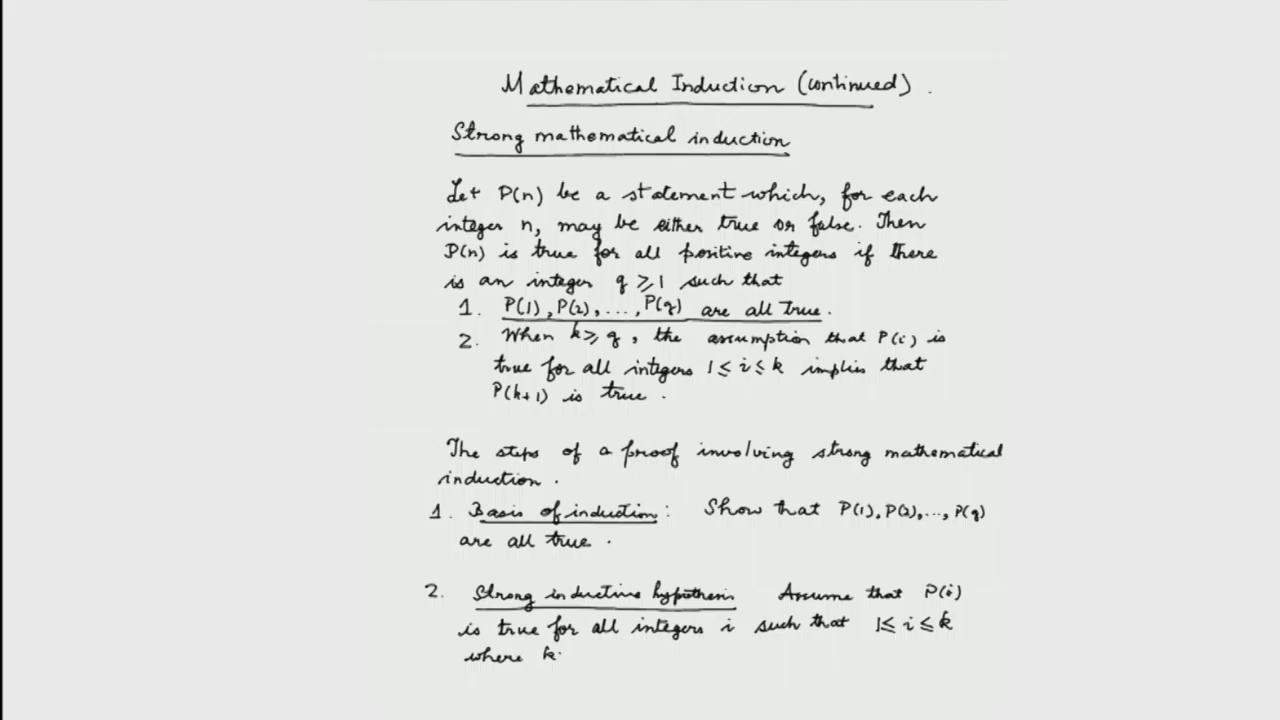 Mathematical Induction (continued).
Strong mathematical induction
Let P(n) be a statement which, for each
integer n, may be either true or false. Then
P(n) is true for all positive integers if there
is an integer q ≥ 1 such that
1. P(1), P(2), ..., P(q) are all true.
2. When k ≥ q, the assumption that P(i) is
true for all integers 1 ≤ i ≤ k implies that
P(k+1) is true.
The steps of a proof involving strong mathematical
induction.
1. Basis of induction: Show that P(1), P(2), ..., P(q)
are all true.
2. Strong inductive hypothesis Assume that P(i)
is true for all integers i such that 1 ≤ i ≤ k
where k